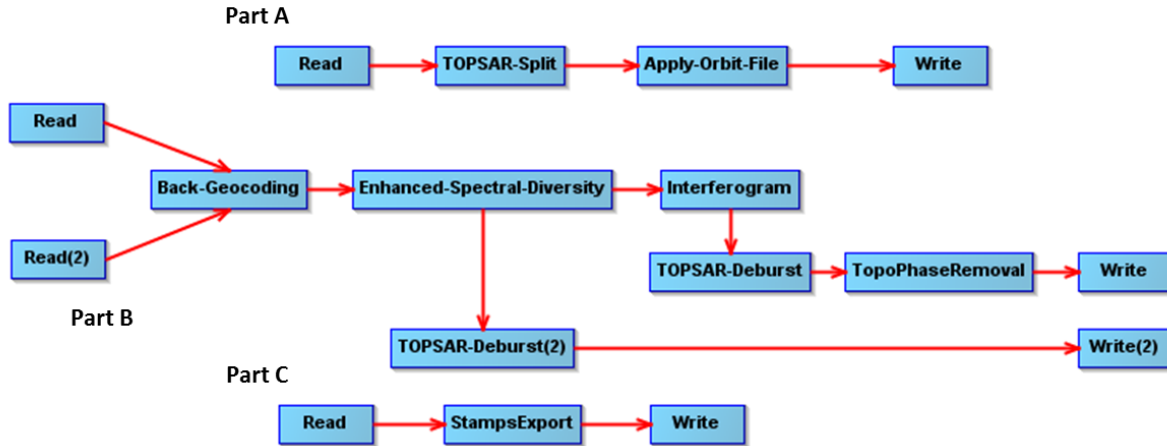 Part A
Read
TOPSAR-Split
Apply-Orbit-File
Write
Read
Back-Geocoding
Enhanced-Spectral-Diversity
Interferogram
Read(2)
TOPSAR-Deburst
TopoPhaseRemoval
Write
Part B
TOPSAR-Deburst(2)
Write(2)
Part C
Read
StampsExport
Write